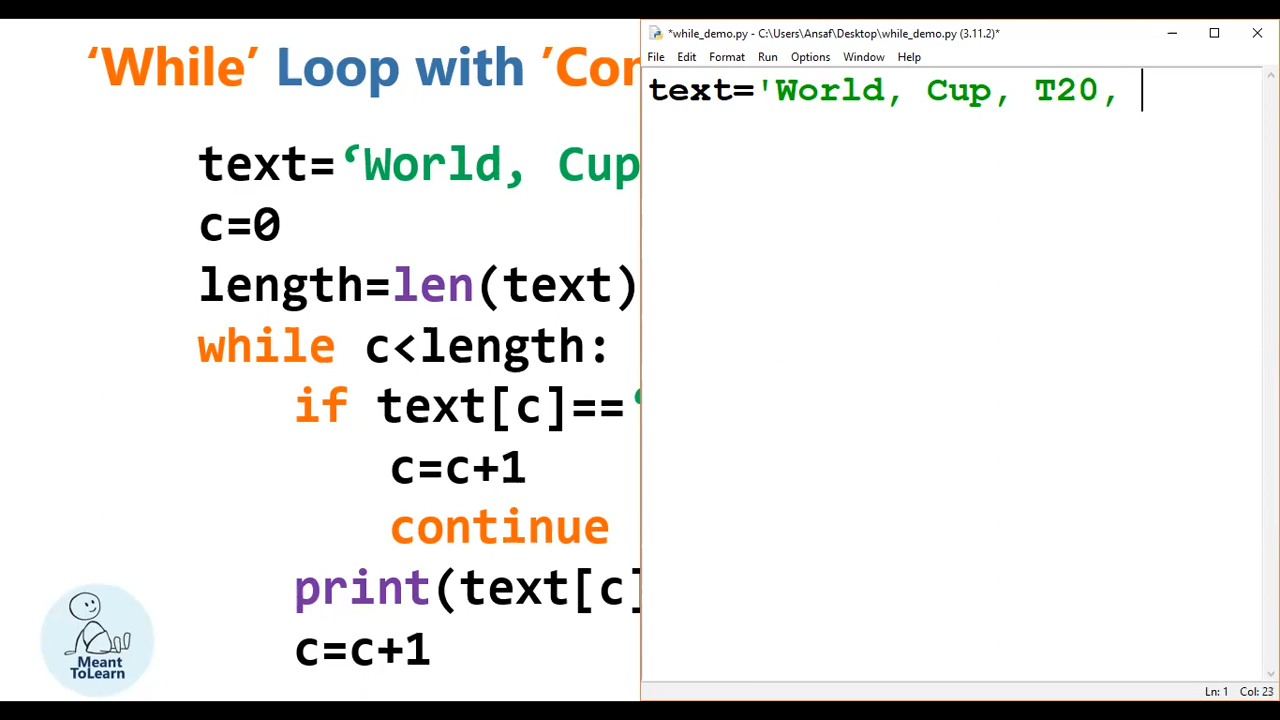 ‘While’ Loop with ’Con
text=‘World, Cup
c=0
length=len(text)
while c<length:
if text[c]==‘
c=c+1
continue
print(text[c]
c=c+1
Meant
ToLearn
*while_demo.py - C:\Users\Ansaf\Desktop\while_demo.py (3.11.2)*
File Edit Format Run Options Window Help
text='World, Cup, T20,
Ln: 1 Col: 23